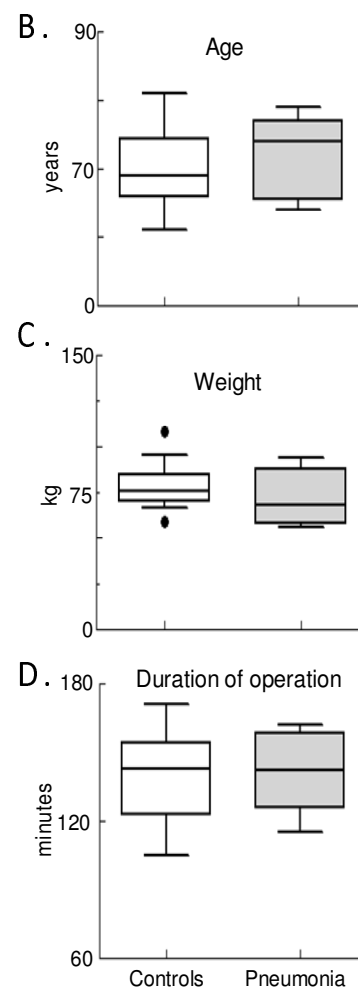 B.
90
Age
years
70
0
C.
150
Weight
kg
75
0
D.
180
Duration of operation
minutes
120
60
Controls Pneumonia